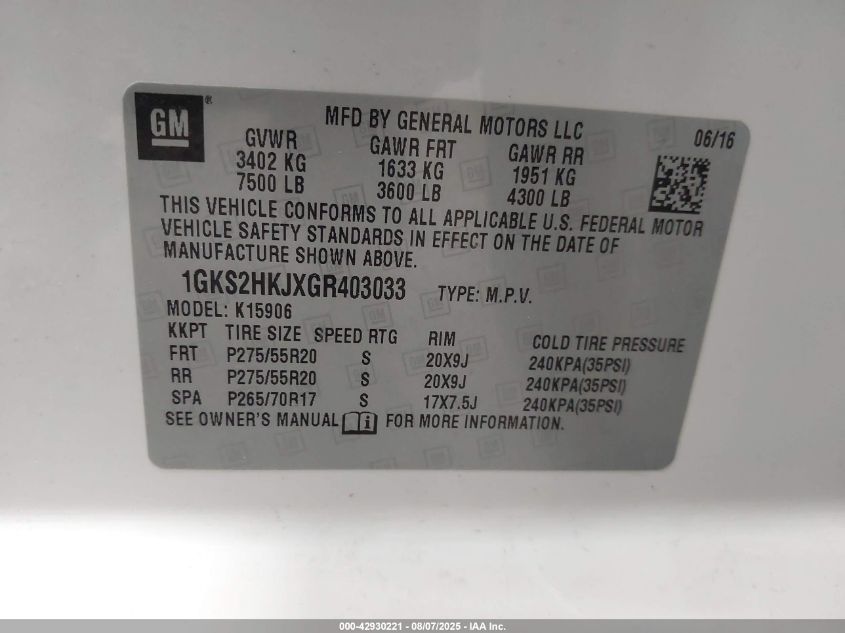 GM ®
MFD BY GENERAL MOTORS LLC 06/16
GVWR GAWR FRT GAWR RR
3402 KG 1633 KG 1951 KG
7500 LB 3600 LB 4300 LB
THIS VEHICLE CONFORMS TO ALL APPLICABLE U.S. FEDERAL MOTOR
VEHICLE SAFETY STANDARDS IN EFFECT ON THE DATE OF
MANUFACTURE SHOWN ABOVE.
1GKS2HKJXGR403033 TYPE: M.P.V.
MODEL: K15906
KKPT TIRE SIZE SPEED RTG RIM COLD TIRE PRESSURE
FRT P275/55R20 S 20X9J 240KPA(35PSI)
RR P275/55R20 S 20X9J 240KPA(35PSI)
SPA P265/70R17 S 17X7.5J 240KPA(35PSI)
SEE OWNER'S MANUAL i FOR MORE INFORMATION.
000-42930221 - 08/07/2025 - IAA Inc.